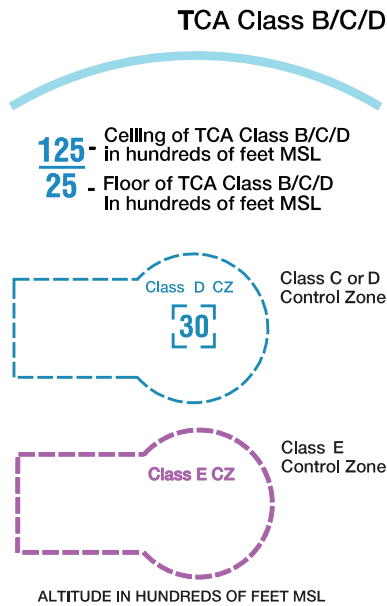 TCA Class B/C/D
125 - Ceiling of TCA Class B/C/D
in hundreds of feet MSL
25 - Floor of TCA Class B/C/D
In hundreds of feet MSL
Class D CZ
[30]
Class C or D
Control Zone
Class E CZ
Class E
Control Zone
ALTITUDE IN HUNDREDS OF FEET MSL